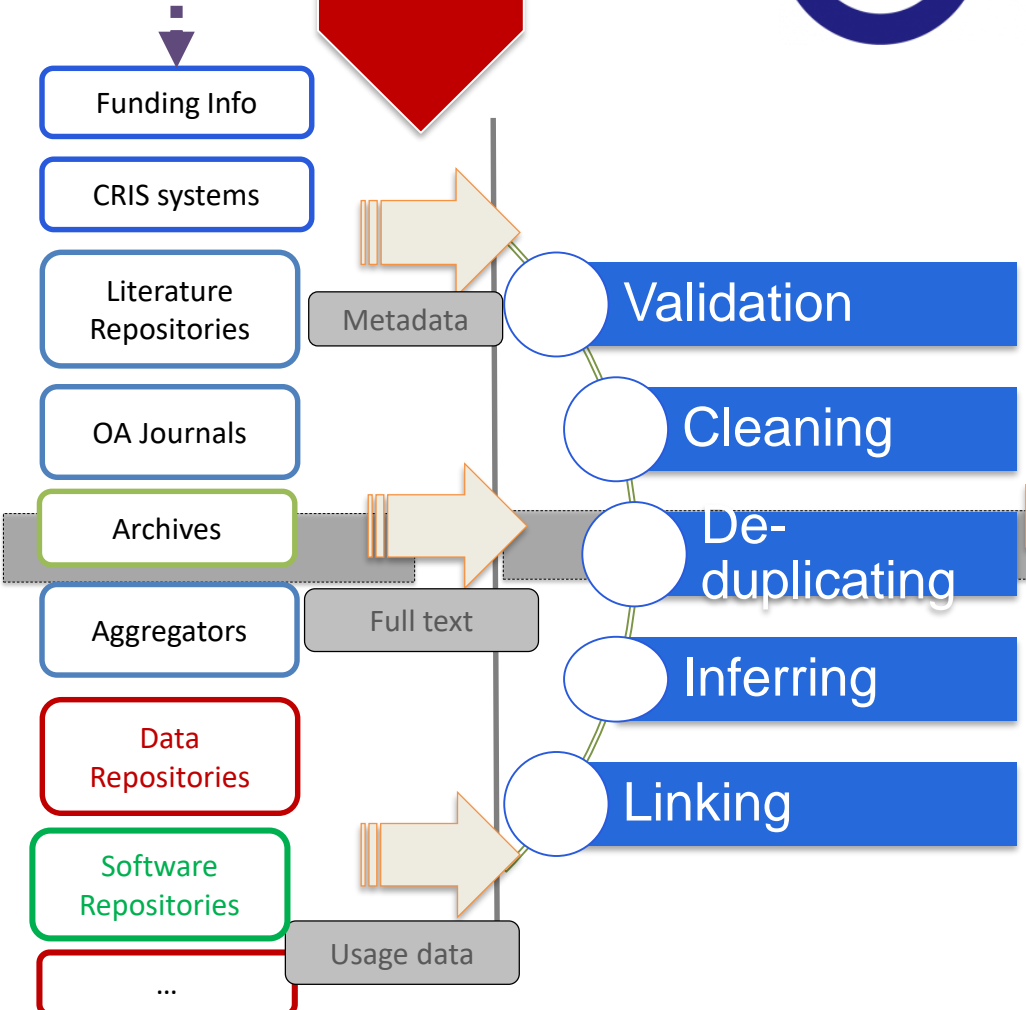 Funding Info
CRIS systems
Literature
Repositories
OA Journals
Archives
Aggregators
Data
Repositories
Software
Repositories
...
Metadata
Full text
Usage data
Validation
Cleaning
De-
duplicating
Inferring
Linking